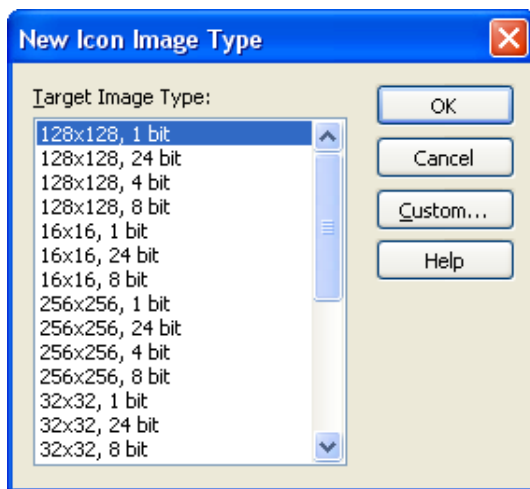 New Icon Image Type
Target Image Type:
128x128, 1 bit
128x128, 24 bit
128x128, 4 bit
128x128, 8 bit
16x16, 1 bit
16x16, 24 bit
16x16, 8 bit
256x256, 1 bit
256x256, 24 bit
256x256, 4 bit
256x256, 8 bit
32x32, 1 bit
32x32, 24 bit
32x32, 8 bit
OK
Cancel
Custom...
Help